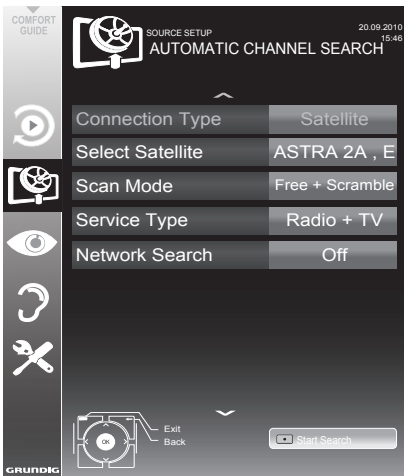 COMFORT
GUIDE
SOURCE SETUP
AUTOMATIC CHANNEL SEARCH
20.09.2010
15:46
Connection Type Satellite
Select Satellite ASTRA 2A , E
Scan Mode Free + Scramble
Service Type Radio + TV
Network Search Off
Exit
Back
OK
Start Search
GRUNDIG